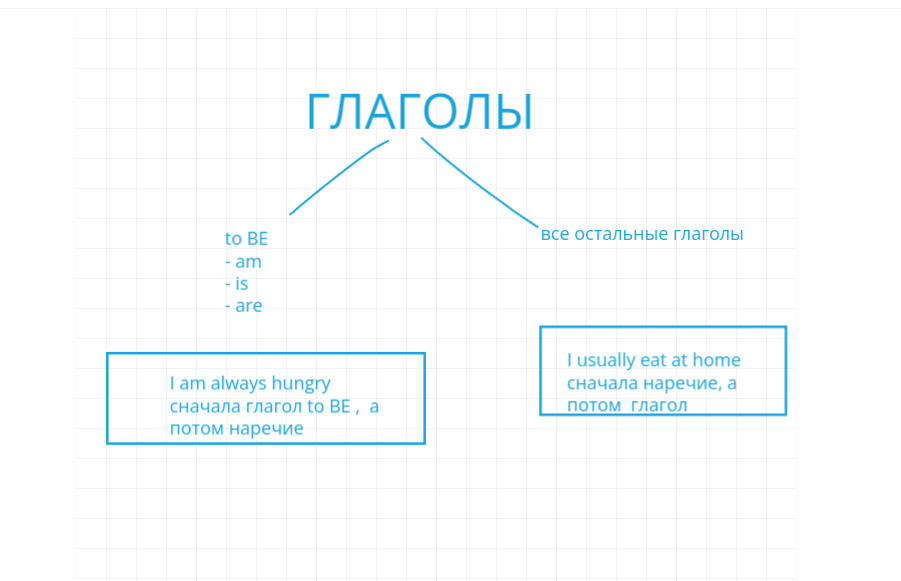 ГЛАГОЛЫ
to BE
- am
- is
- are
все остальные глаголы
I am always hungry
сначала глагол to BE , а
потом наречие
I usually eat at home
сначала наречие, а
потом глагол